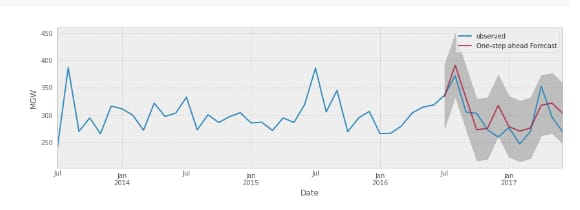 450
400
350
300
250
MGW
observed
One-step ahead Forecast
Jul
Jan
2014
Jul
Jan
2015
Jul
Jan
2016
Jul
Jan
2017
Date